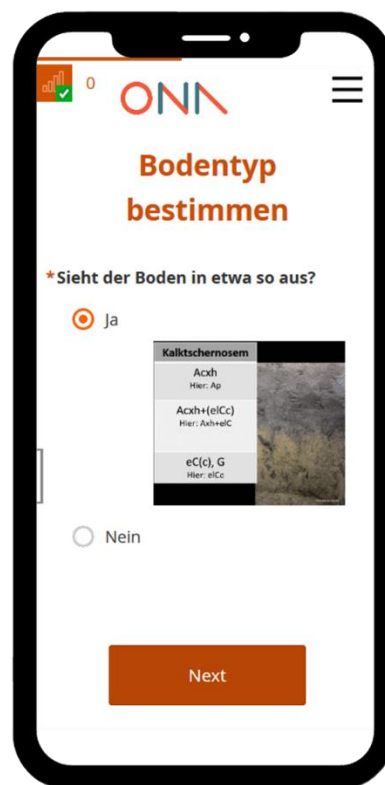 0
ONA
Bodentyp
bestimmen
*Sieht der Boden in etwa so aus?
Ja
Kalktschernosem
Acxh
Hier: Ap
Acxh+(elCc)
Hier: Axh+elC
eC(c), G
Hier: elCc
Nein
Next